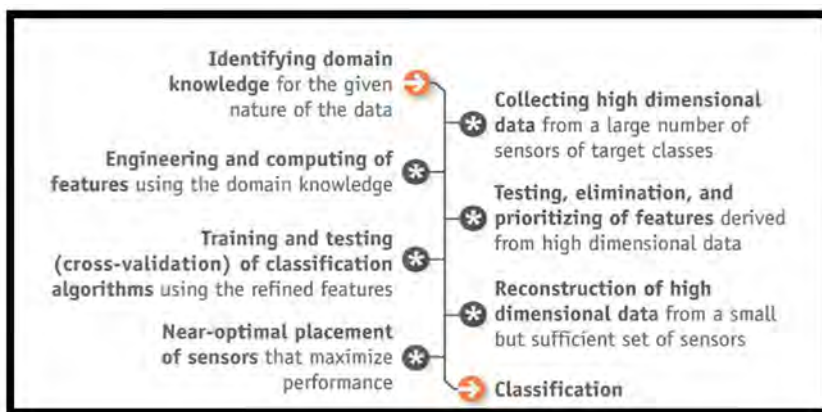 Identifying domain
knowledge for the given
nature of the data
Collecting high dimensional
data from a large number of
sensors of target classes
Engineering and computing of
features using the domain knowledge
Testing, elimination, and
prioritizing of features derived
from high dimensional data
Training and testing
(cross-validation) of classification
algorithms using the refined features
Reconstruction of high
dimensional data from a small
but sufficient set of sensors
Near-optimal placement
of sensors that maximize
performance
Classification